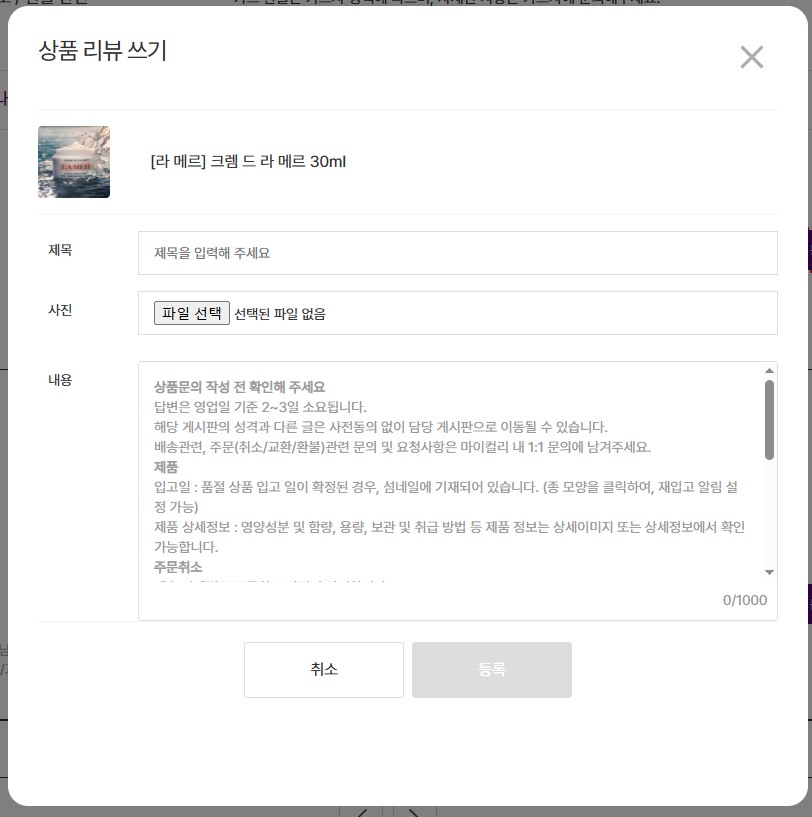 상품 리뷰 쓰기
LA MER
[라 메르] 크렘 드 라 메르 30ml
제목
제목을 입력해 주세요
사진
파일 선택 선택된 파일 없음
내용
상품문의 작성 전 확인해 주세요
답변은 영업일 기준 2~3일 소요됩니다.
해당 게시판의 성격과 다른 글은 사전동의 없이 담당 게시판으로 이동될 수 있습니다.
배송관련, 주문(취소/교환/환불)관련 문의 및 요청사항은 마이컬리 내 1:1 문의에 남겨주세요.
제품
입고일 : 품절 상품 입고 일이 확정된 경우, 섬네일에 기재되어 있습니다. (종 모양을 클릭하여, 재입고 알림 설
정 가능)
제품 상세정보 : 영양성분 및 함량, 용량, 보관 및 취급 방법 등 제품 정보는 상세이미지 또는 상세정보에서 확인
가능합니다.
주문취소
0/1000
취소
등록